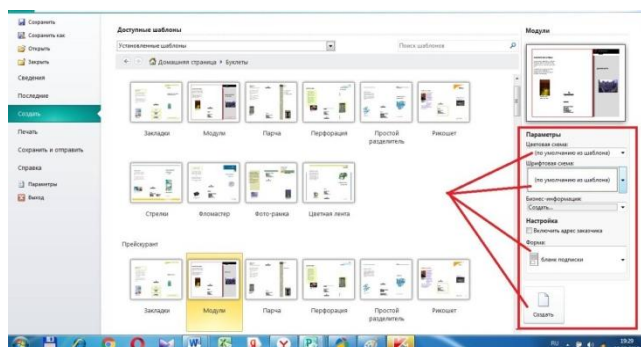 Сохранить
Сохранить как
Открыть
Закрыть
Сведения
Последние
Создать
Печать
Сохранить и отправить
Справка
Параметры
Выход
Доступные шаблоны
Установленные шаблоны
Поиск шаблонов
Домашняя страница
Буклеты
Закладки
Модули
Парча
Перфорация
Простой разделитель
Рикошет
Стрелки
Фломастер
Фото-рамка
Цветная лента
Прейскурант
Закладки
Модули
Парча
Перфорация
Простой разделитель
Рикошет
Модули
Параметры
Цветовая схема:
(по умолчанию из шаблона)
Шрифтовая схема:
(по умолчанию из шаблона)
Бизнес-информация:
Создать...
Настройка
Включить адрес заказчика
Форма:
бланк подписки
Создать
RU
19:29